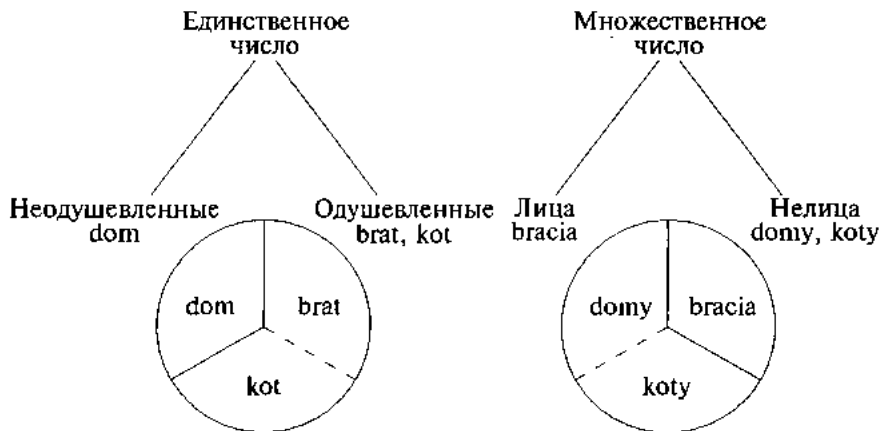 Единственное
число
Множественное
число
Неодушевленные
dom
Одушевленные
brat, kot
Лица
bracia
Нелица
domy, koty
dom
brat
kot
domy
bracia
koty